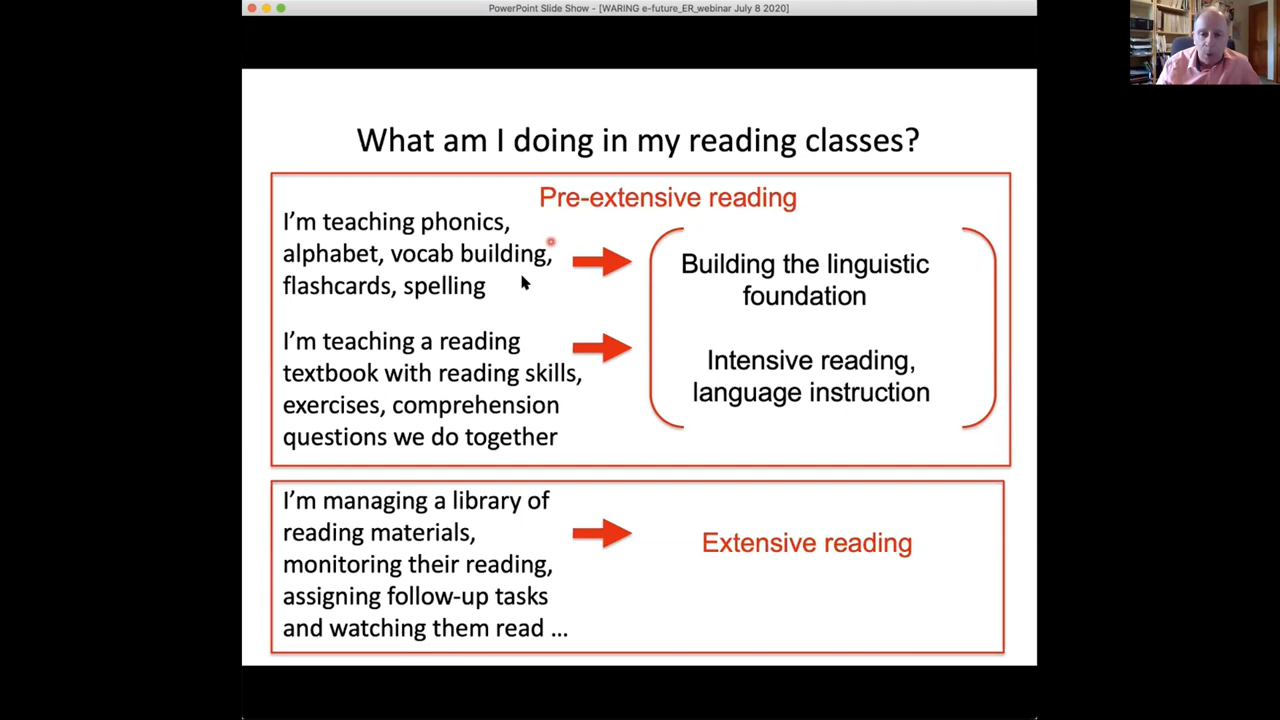 PowerPoint Slide Show - [WARING e-future_ER_webinar July 8 2020]
What am I doing in my reading classes?
Pre-extensive reading
I’m teaching phonics,
alphabet, vocab building,
flashcards, spelling
Building the linguistic
foundation
I’m teaching a reading
textbook with reading skills,
exercises, comprehension
questions we do together
Intensive reading,
language instruction
I’m managing a library of
reading materials,
monitoring their reading,
assigning follow-up tasks
and watching them read ...
Extensive reading